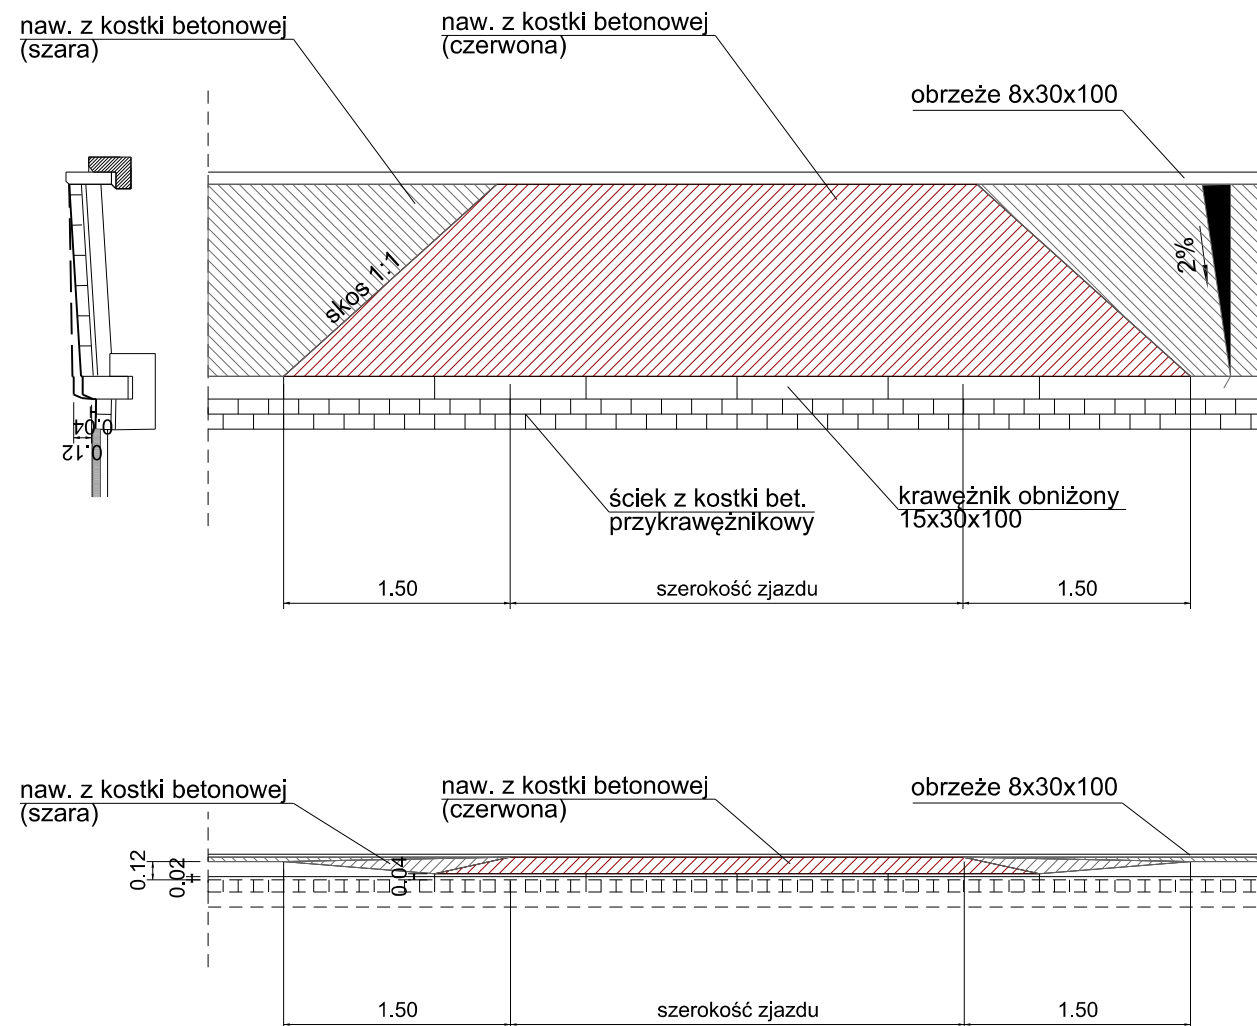 naw. z kostki betonowej
(szara)
naw. z kostki betonowej
(czerwona)
obrzeże 8x30x100
skos 1:1
2%
0.04
0.12
ściek z kostki bet.
przykrawężnikowy
krawężnik obniżony
15x30x100
1.50
szerokość zjazdu
1.50
naw. z kostki betonowej
(szara)
naw. z kostki betonowej
(czerwona)
obrzeże 8x30x100
0.12
0.02
0.04
1.50
szerokość zjazdu
1.50